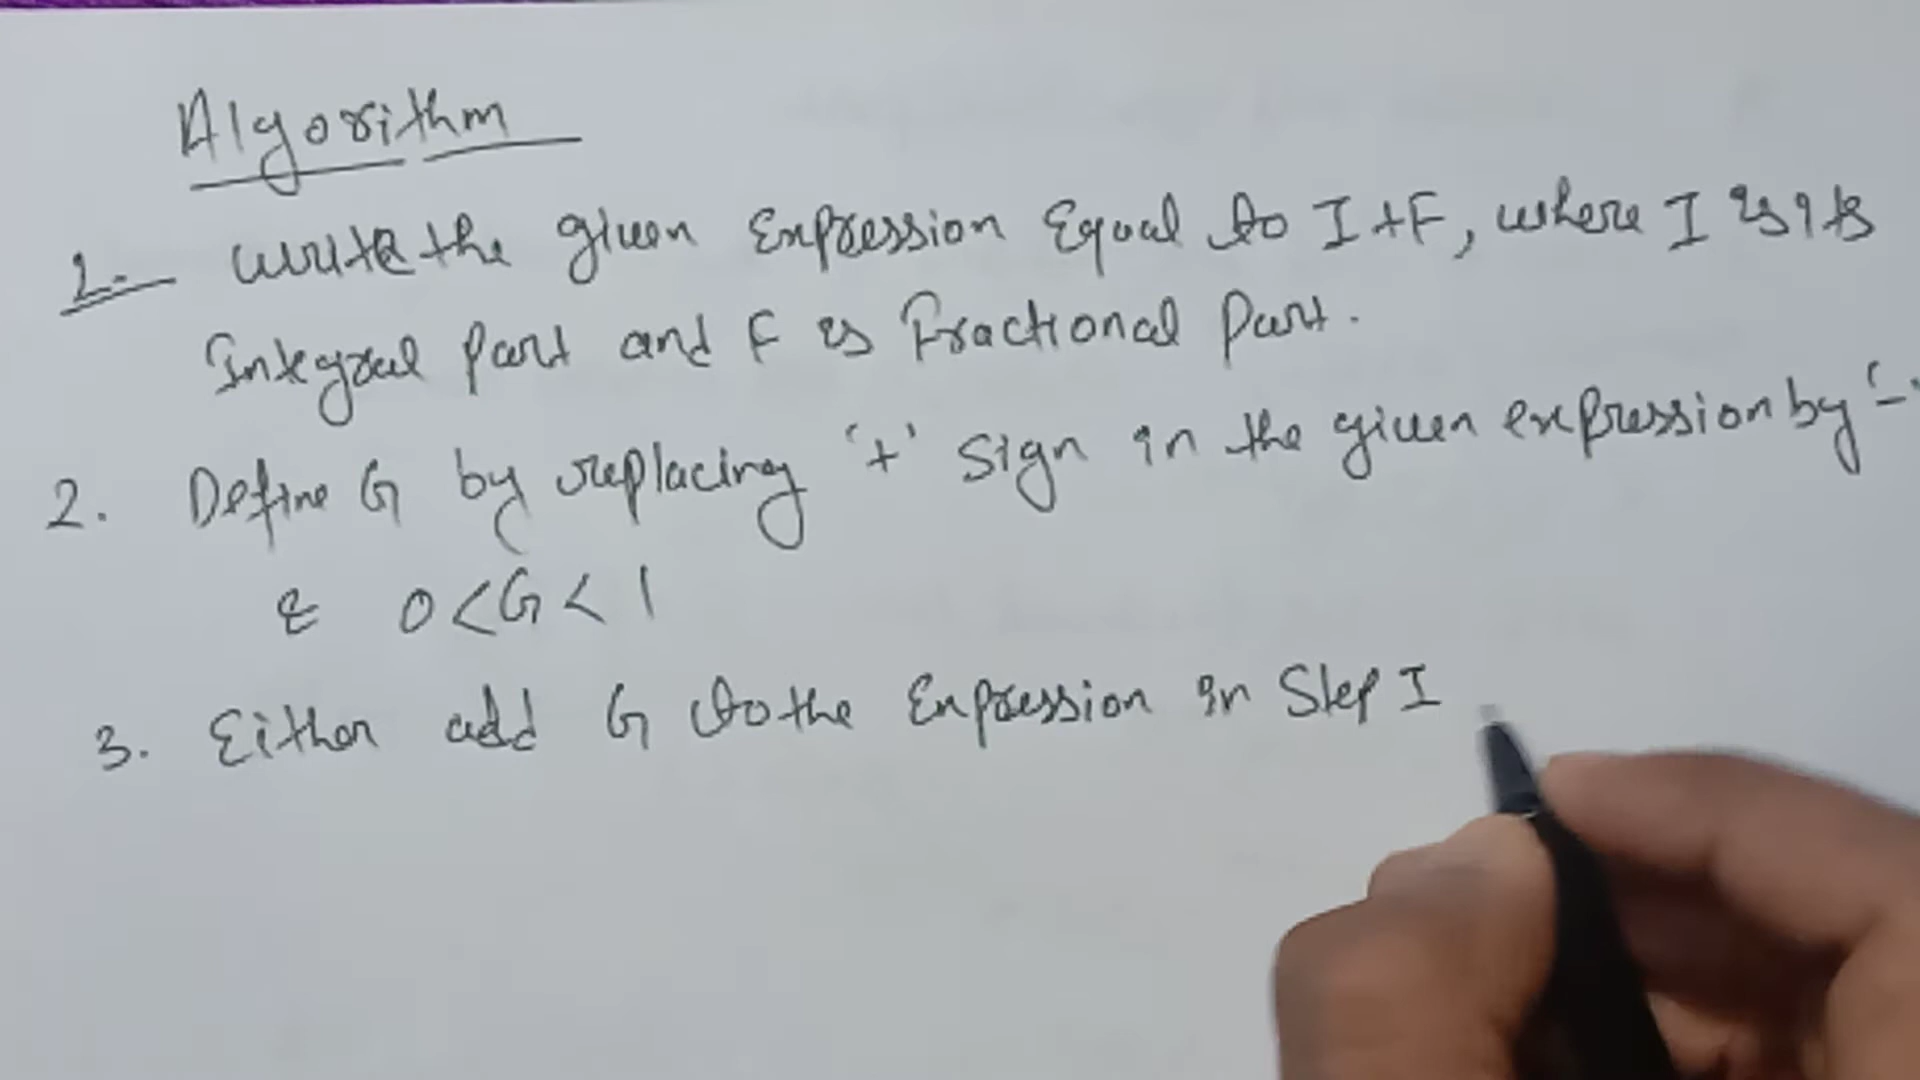 Algorithm
1. Write the given Expression Equal to I+F, where I is its
Integral Part and F is Fractional Part.
2. Define G by replacing '+' Sign in the given expression by '-'
& 0<G<1
3. Either add G to the Expression in Step I